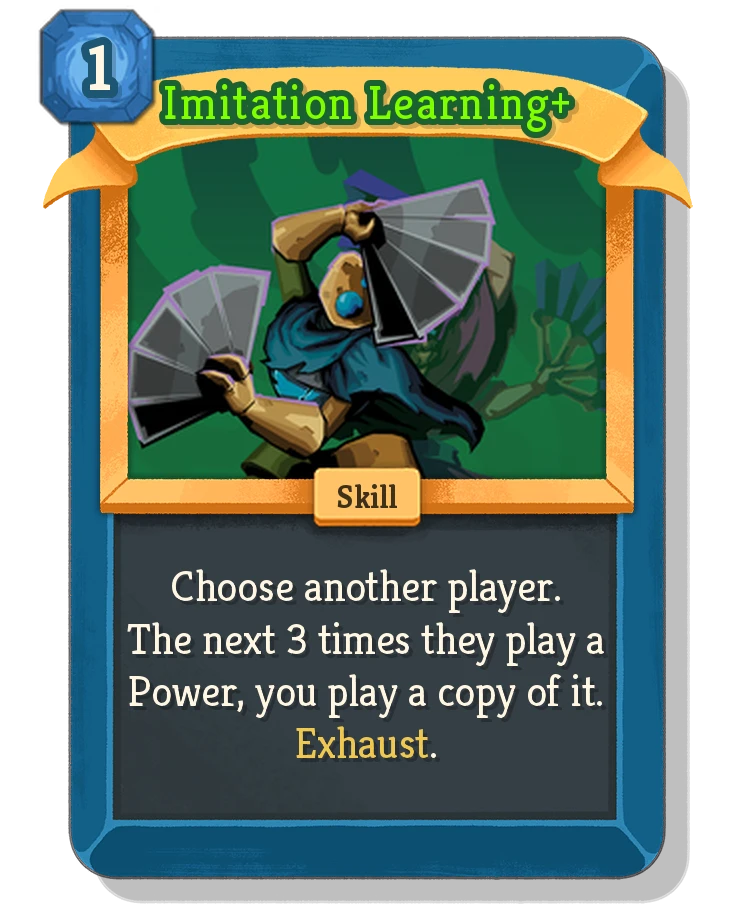 1
Imitation Learning+
Skill
Choose another player.
The next 3 times they play a
Power, you play a copy of it.
Exhaust.